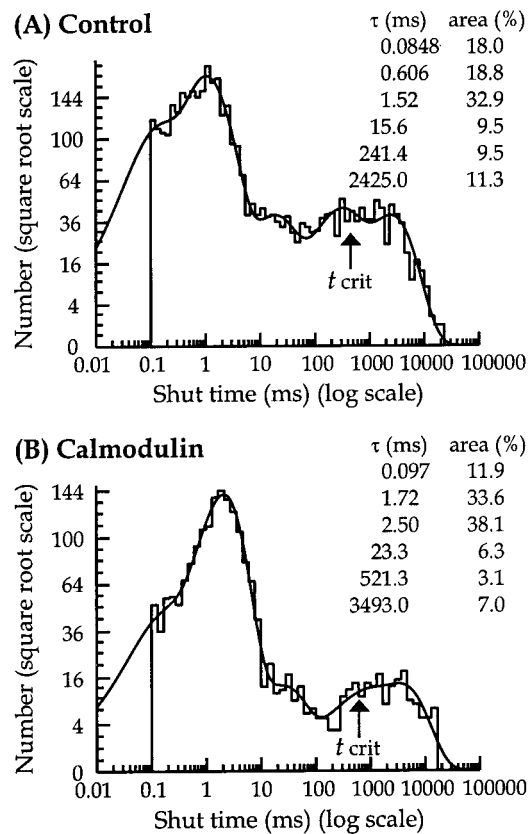 (A) Control
τ (ms) area (%)
0.0848 18.0
0.606 18.8
1.52 32.9
15.6 9.5
241.4 9.5
2425.0 11.3
Number (square root scale)
144
100
64
36
16
4
0
t crit
0.01 0.1 1 10 100 1000 10000 100000
Shut time (ms) (log scale)
(B) Calmodulin
τ (ms) area (%)
0.097 11.9
1.72 33.6
2.50 38.1
23.3 6.3
521.3 3.1
3493.0 7.0
Number (square root scale)
144
100
64
36
16
4
0
t crit
0.01 0.1 1 10 100 1000 10000 100000
Shut time (ms) (log scale)